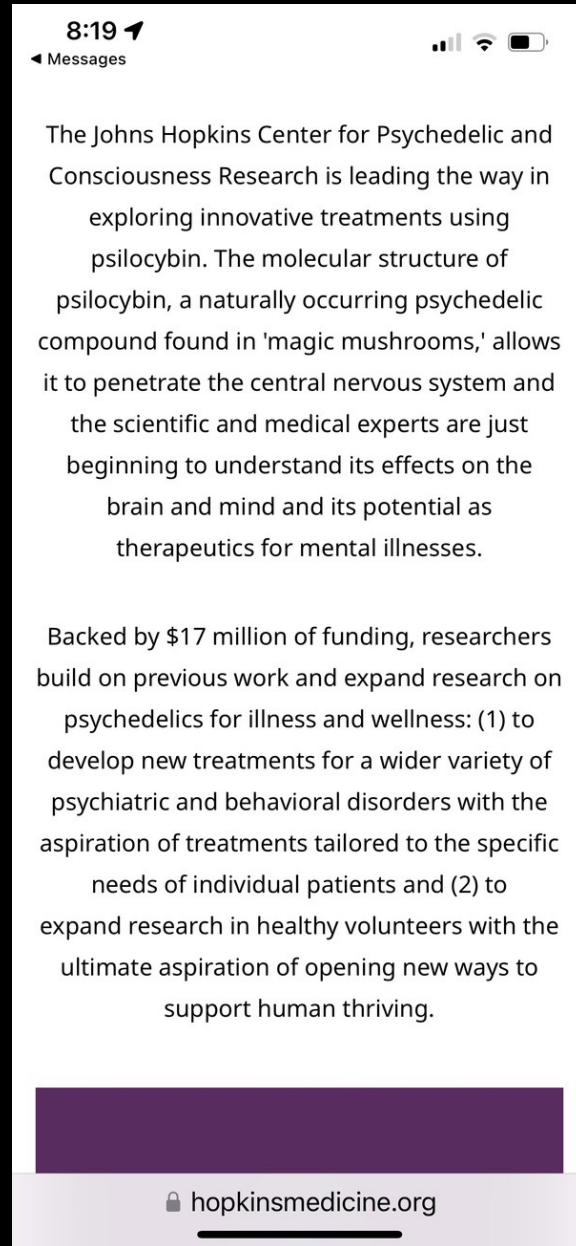 8:19
◀ Messages
The Johns Hopkins Center for Psychedelic and
Consciousness Research is leading the way in
exploring innovative treatments using
psilocybin. The molecular structure of
psilocybin, a naturally occurring psychedelic
compound found in 'magic mushrooms,' allows
it to penetrate the central nervous system and
the scientific and medical experts are just
beginning to understand its effects on the
brain and mind and its potential as
therapeutics for mental illnesses.
Backed by $17 million of funding, researchers
build on previous work and expand research on
psychedelics for illness and wellness: (1) to
develop new treatments for a wider variety of
psychiatric and behavioral disorders with the
aspiration of treatments tailored to the specific
needs of individual patients and (2) to
expand research in healthy volunteers with the
ultimate aspiration of opening new ways to
support human thriving.
hopkinsmedicine.org